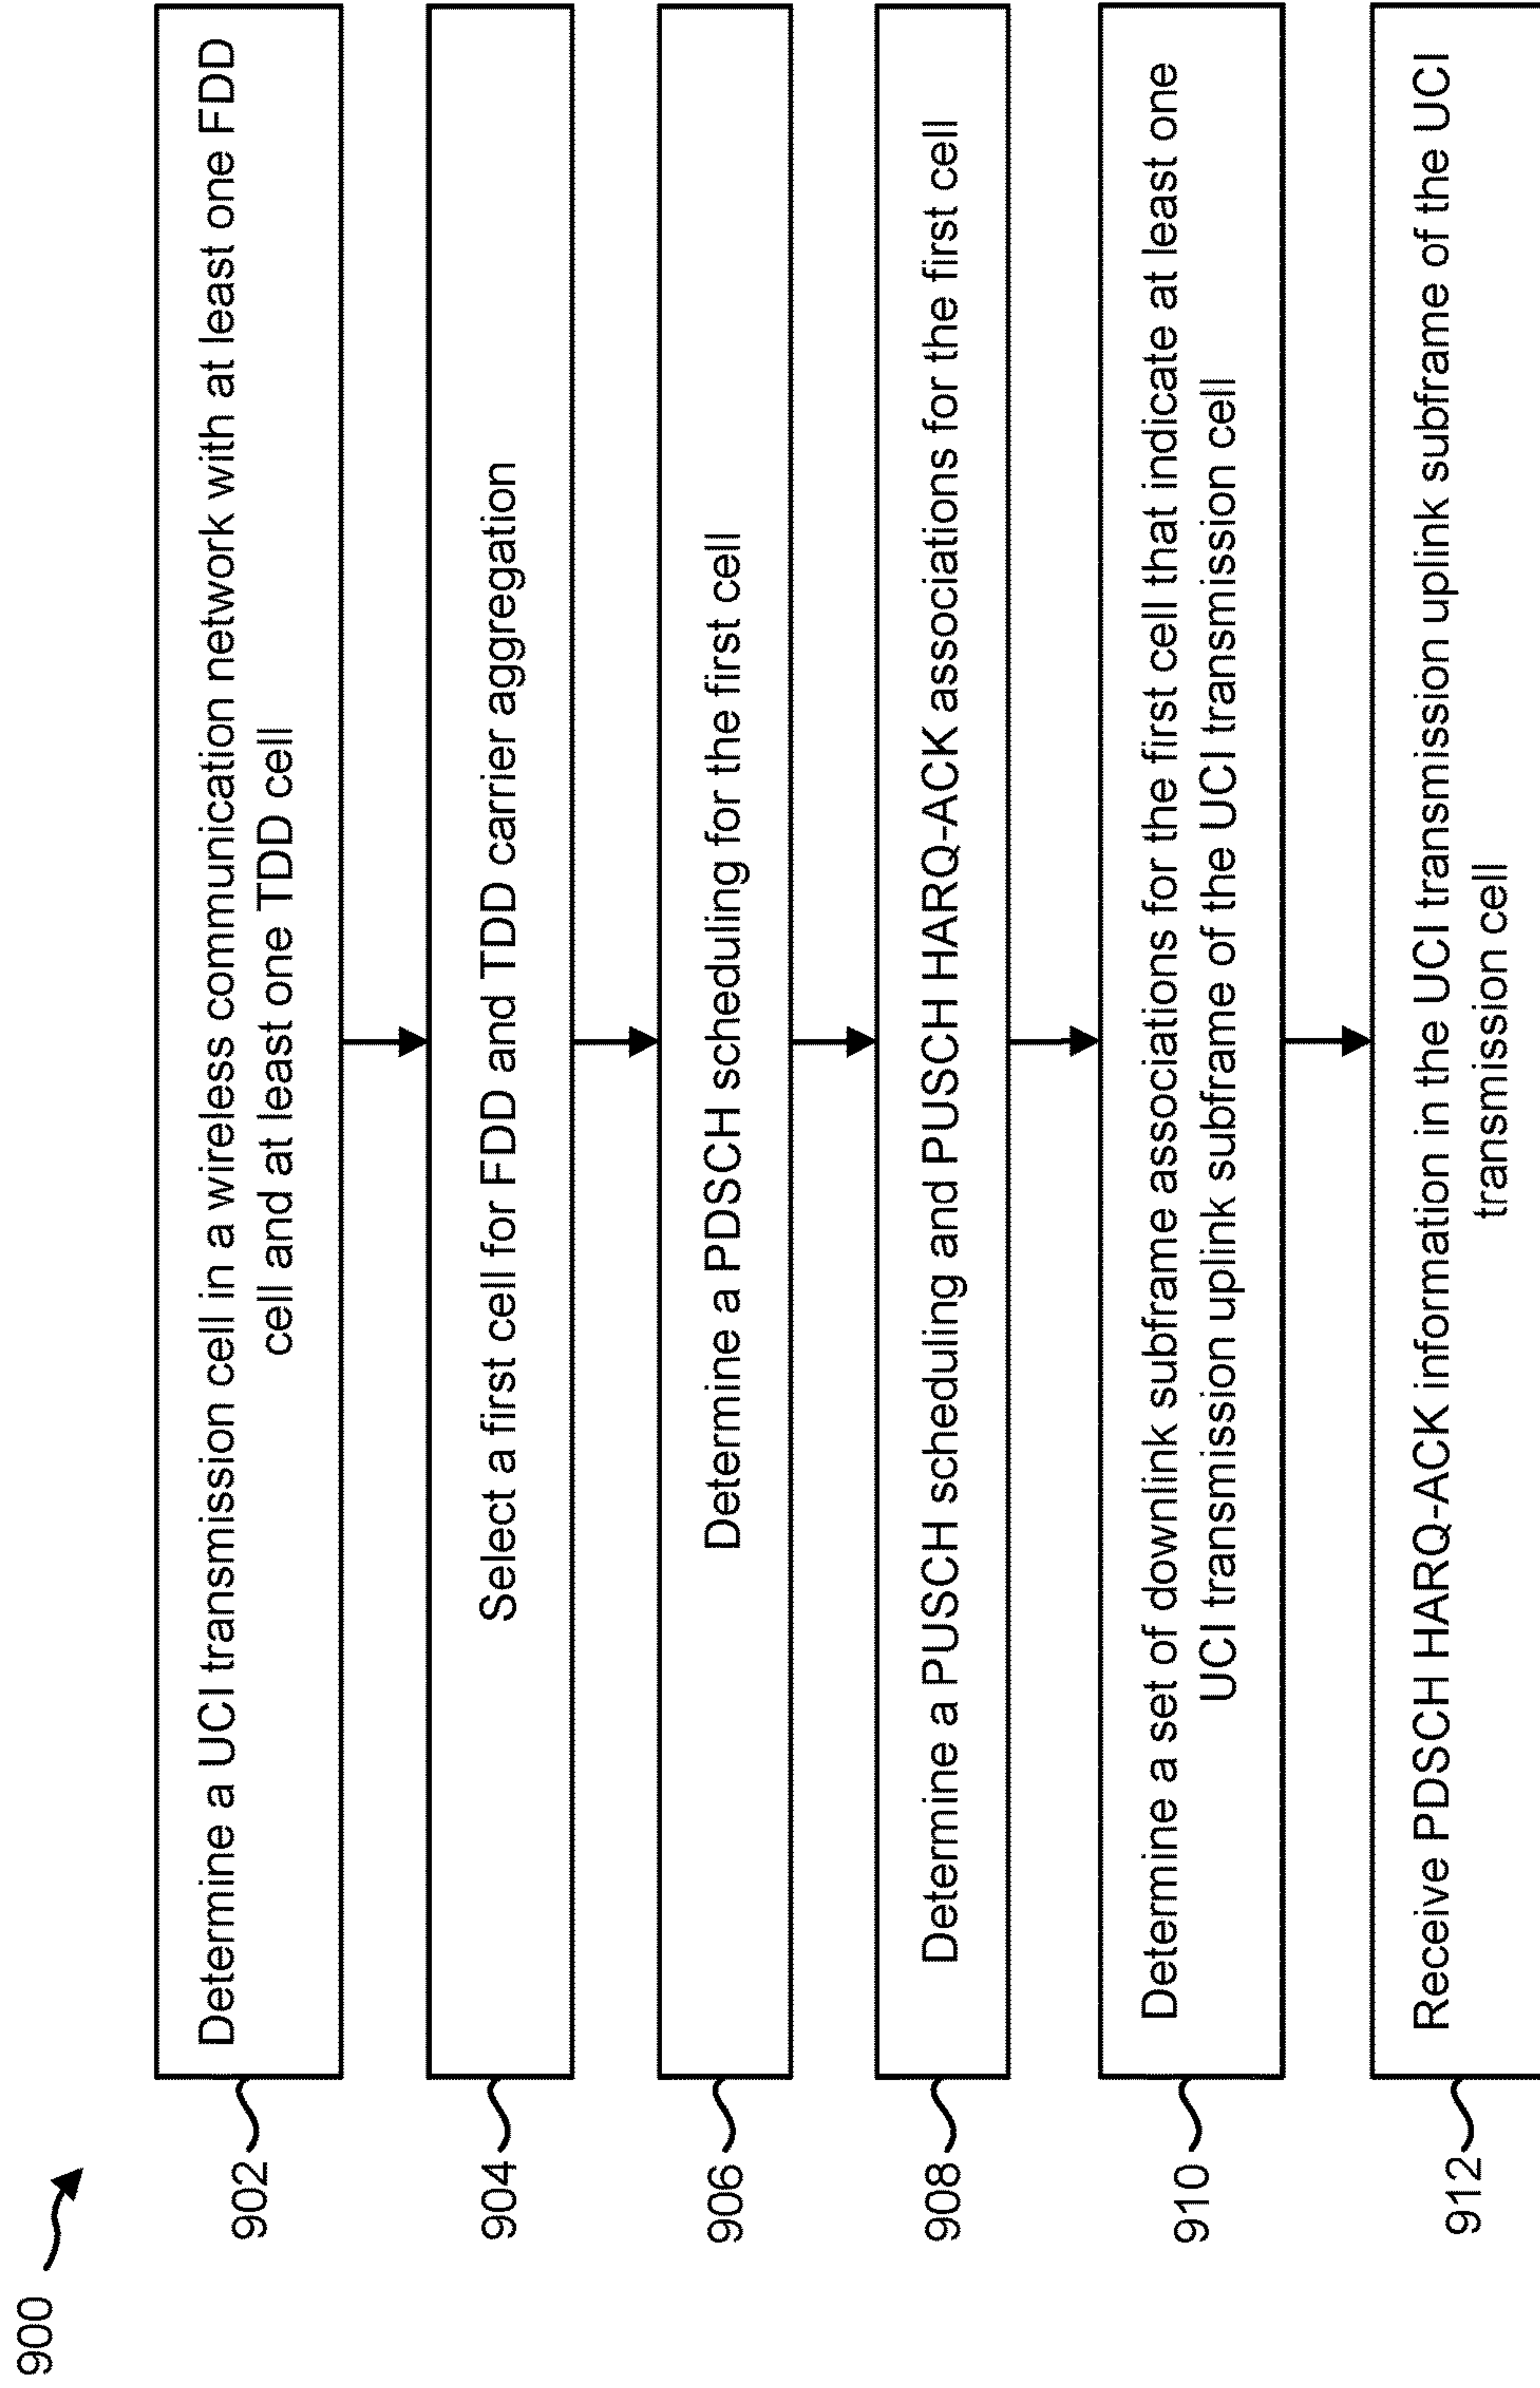 900
902
Determine a UCI transmission cell in a wireless communication network with at least one FDD
cell and at least one TDD cell
904
Select a first cell for FDD and TDD carrier aggregation
906
Determine a PDSCH scheduling for the first cell
908
Determine a PUSCH scheduling and PUSCH HARQ-ACK associations for the first cell
910
Determine a set of downlink subframe associations for the first cell that indicate at least one
UCI transmission uplink subframe of the UCI transmission cell
912
Receive PDSCH HARQ-ACK information in the UCI transmission uplink subframe of the UCI
transmission cell